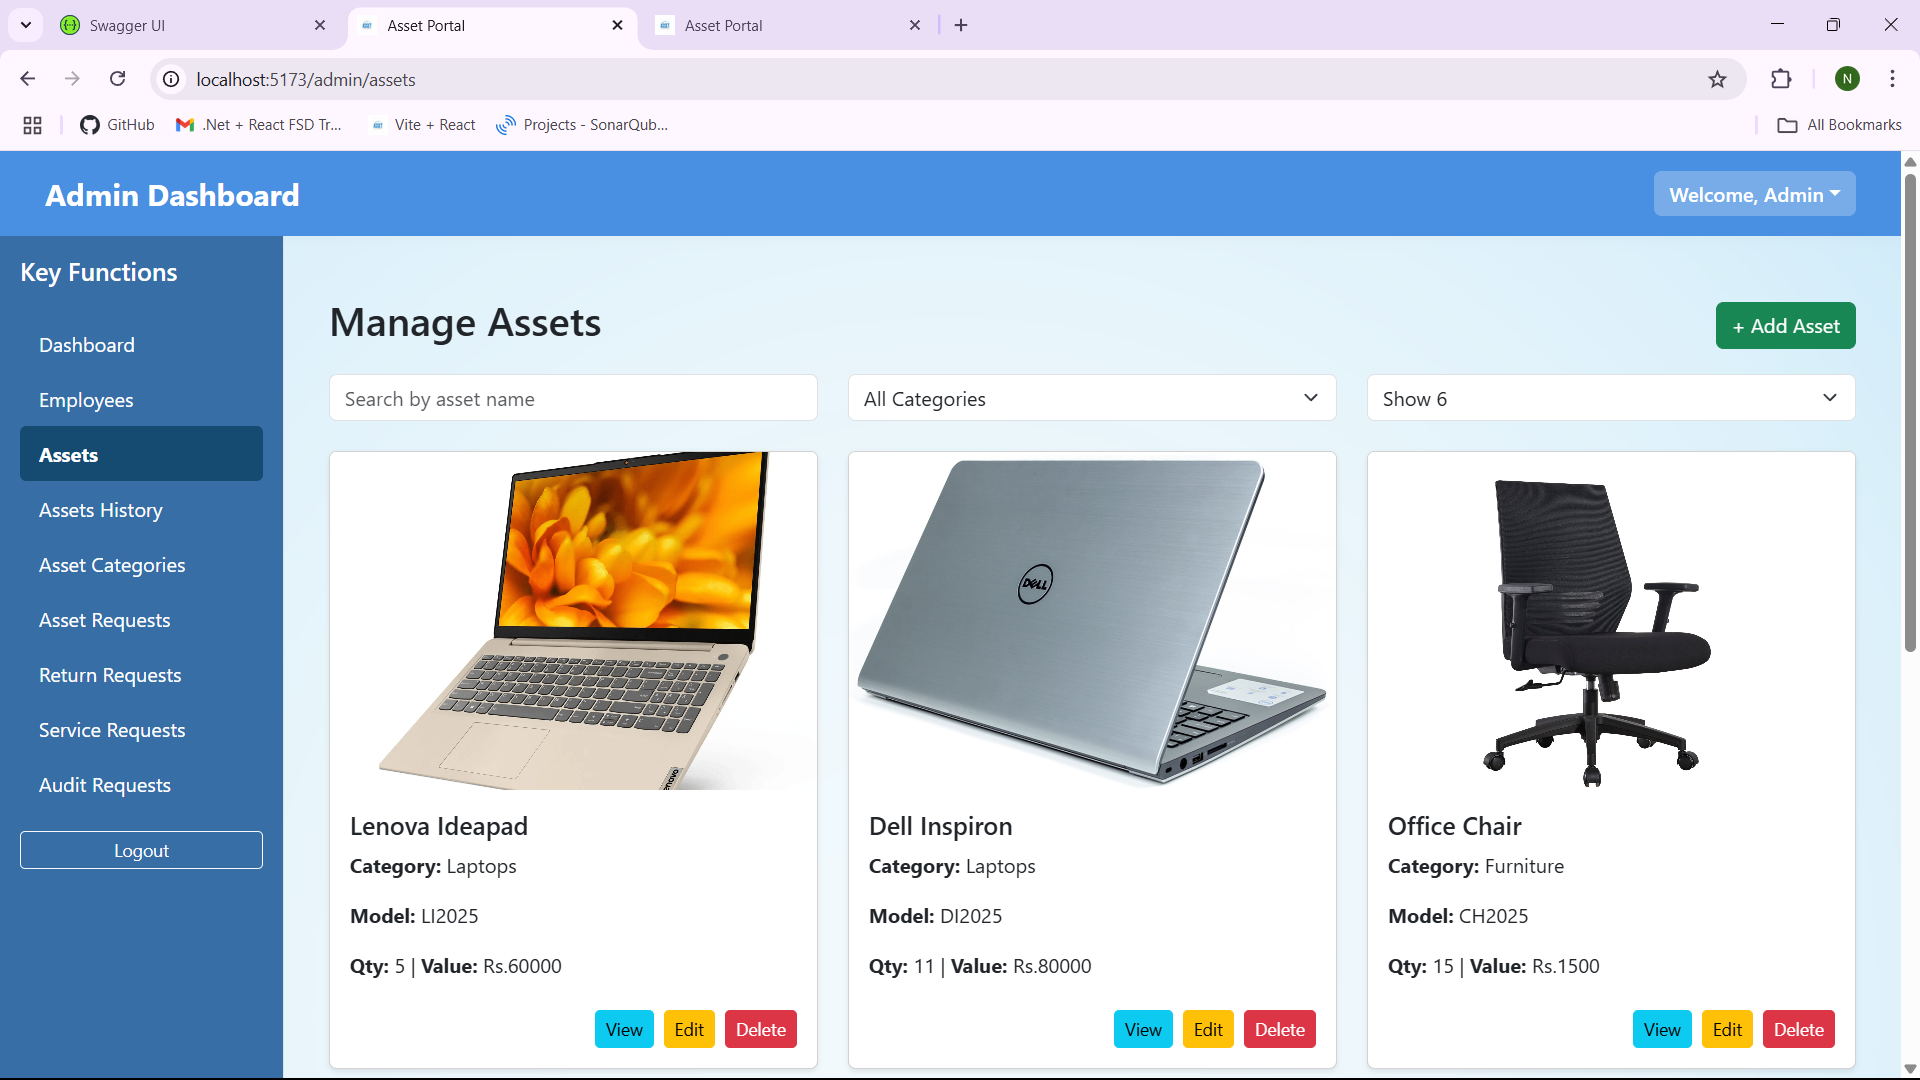 Swagger UI
Asset Portal
Asset Portal
localhost:5173/admin/assets
N
GitHub
.Net + React FSD Tr...
Vite + React
Projects - SonarQub...
All Bookmarks
Admin Dashboard
Welcome, Admin
Key Functions
Dashboard
Employees
Assets
Assets History
Asset Categories
Asset Requests
Return Requests
Service Requests
Audit Requests
Logout
Manage Assets
+ Add Asset
Search by asset name
All Categories
Show 6
DELL
Lenova Ideapad
Category: Laptops
Model: LI2025
Qty: 5 | Value: Rs.60000
View
Edit
Delete
Dell Inspiron
Category: Laptops
Model: DI2025
Qty: 11 | Value: Rs.80000
View
Edit
Delete
Office Chair
Category: Furniture
Model: CH2025
Qty: 15 | Value: Rs.1500
View
Edit
Delete